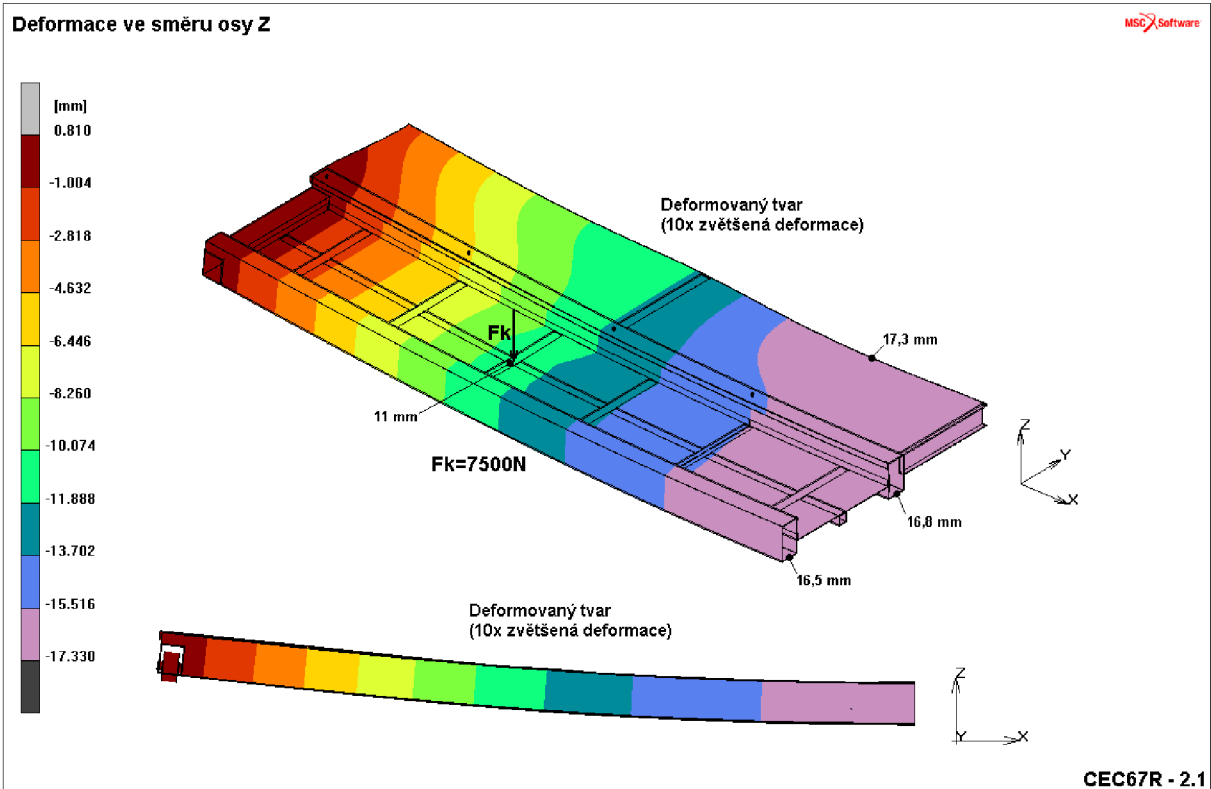 Deformace ve směru osy Z
MSC Software
[mm]
0.810
-1.004
-2.818
-4.632
-6.446
-8.260
-10.074
-11.888
-13.702
-15.516
-17.330
Deformovaný tvar
(10x zvětšená deformace)
Fk
17,3 mm
11 mm
Fk=7500N
16,8 mm
16,5 mm
Z
Y
X
Deformovaný tvar
(10x zvětšená deformace)
Z
Y
X
CEC67R - 2.1